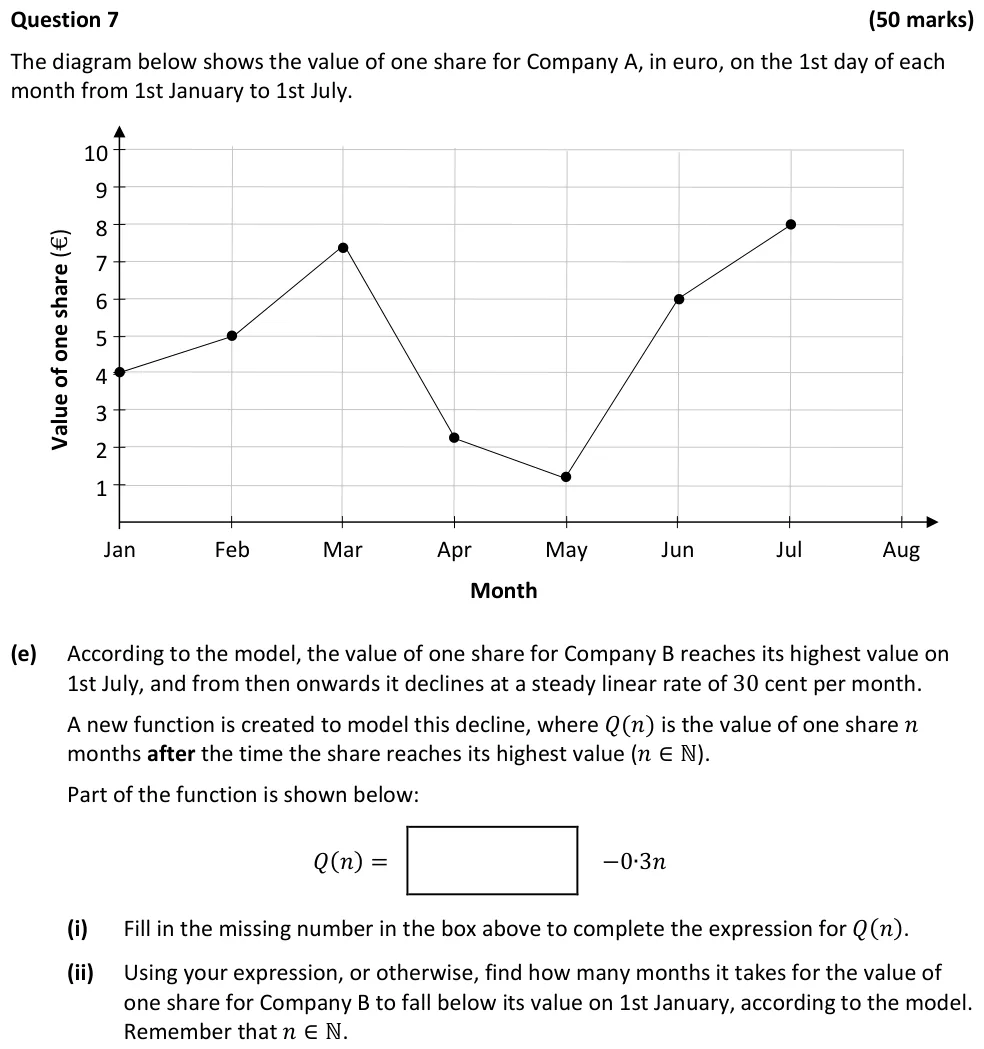 Question 7 (50 marks)
The diagram below shows the value of one share for Company A, in euro, on the 1st day of each
month from 1st January to 1st July.
10
9
8
7
6
5
4
3
2
1
Value of one share (€)
Jan Feb Mar Apr May Jun Jul Aug
Month
(e) According to the model, the value of one share for Company B reaches its highest value on
1st July, and from then onwards it declines at a steady linear rate of 30 cent per month.
A new function is created to model this decline, where Q(n) is the value of one share n
months after the time the share reaches its highest value (n ∈ ℕ).
Part of the function is shown below:
Q(n) = −0·3n
(i) Fill in the missing number in the box above to complete the expression for Q(n).
(ii) Using your expression, or otherwise, find how many months it takes for the value of
one share for Company B to fall below its value on 1st January, according to the model.
Remember that n ∈ ℕ.